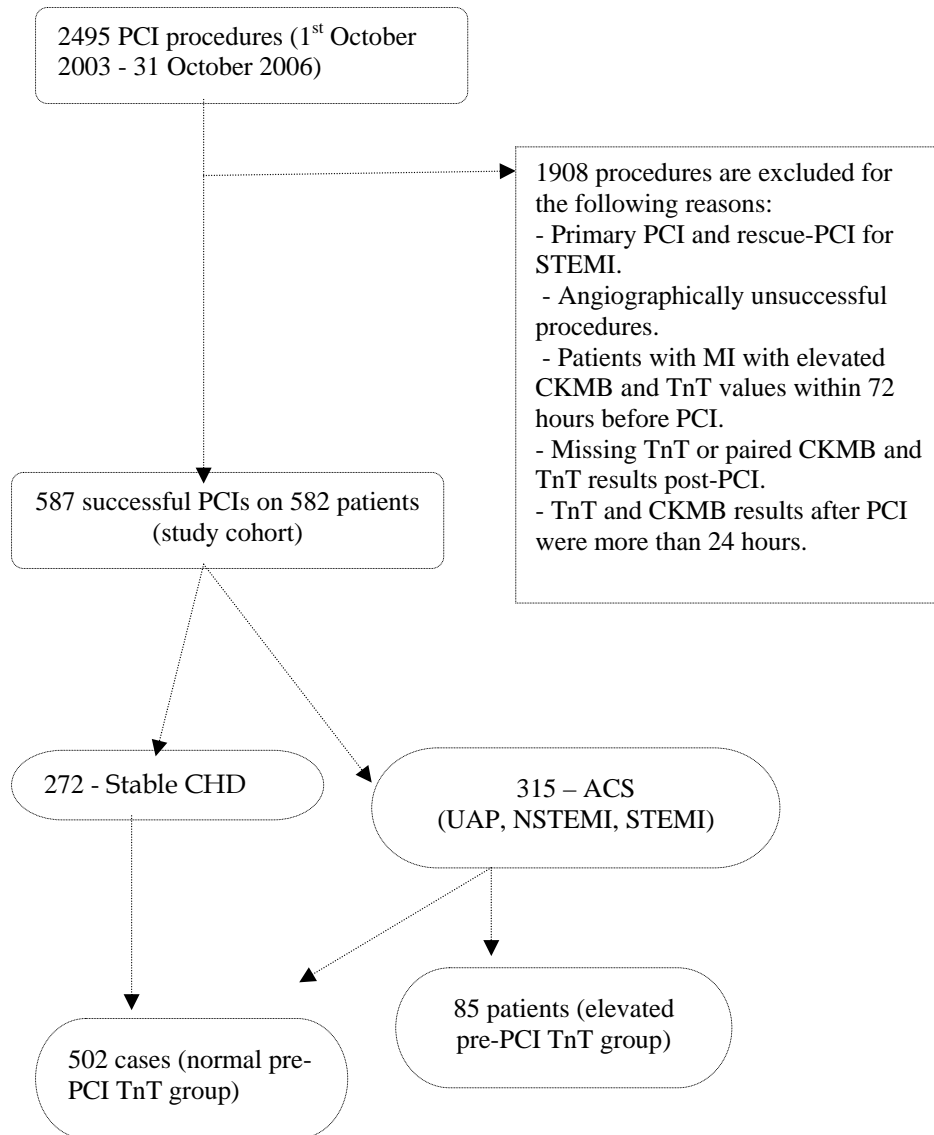 2495 PCI procedures (1st October
2003 - 31 October 2006)
1908 procedures are excluded for
the following reasons:
- Primary PCI and rescue-PCI for
STEMI.
- Angiographically unsuccessful
procedures.
- Patients with MI with elevated
CKMB and TnT values within 72
hours before PCI.
- Missing TnT or paired CKMB and
TnT results post-PCI.
- TnT and CKMB results after PCI
were more than 24 hours.
587 successful PCIs on 582 patients
(study cohort)
272 - Stable CHD
315 – ACS
(UAP, NSTEMI, STEMI)
85 patients (elevated
pre-PCI TnT group)
502 cases (normal pre-
PCI TnT group)